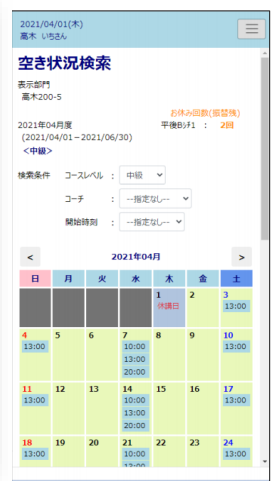 2021/04/01(木)
高木 いちさん
空き状況検索
表示部門
高木200-5
お休み回数(振替残)
2021年04月度 平後Bｼﾅ1 : 2回
(2021/04/01－2021/06/30)
<中級>
検索条件 コースレベル : 中級
コーチ : --指定なし--
開始時刻 : --指定なし--
< 2021年04月 >
日 月 火 水 木 金 土
1 2 3
休講日 13:00
4 5 6 7 8 9 10
13:00 10:00 13:00
13:00
20:00
11 12 13 14 15 16 17
13:00 10:00 13:00
13:00
20:00
18 19 20 21 22 23 24
13:00 10:00 13:00
13:00